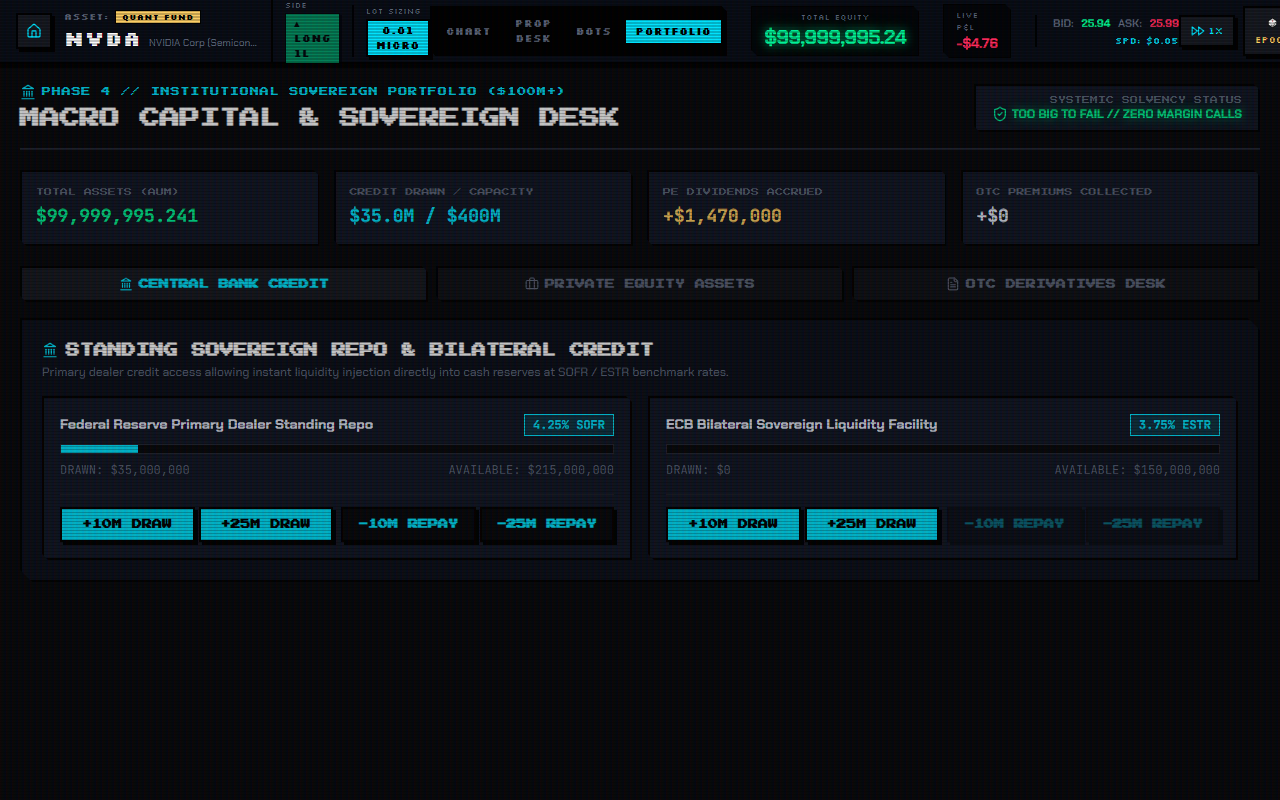 ASSET: QUANT FUND
NVDA NVIDIA Corp (Semicon...
SIDE
▲ LONG 1L
LOT SIZING
0.01 MICRO
CHART
PROP DESK
BOTS
PORTFOLIO
TOTAL EQUITY
$99,999,995.24
LIVE P&L
-$4.76
BID: 25.94 ASK: 25.99
SPD: $0.05
1X
EPOC
PHASE 4 // INSTITUTIONAL SOVEREIGN PORTFOLIO ($100M+)
MACRO CAPITAL & SOVEREIGN DESK
SYSTEMIC SOLVENCY STATUS
TOO BIG TO FAIL // ZERO MARGIN CALLS
TOTAL ASSETS (AUM)
$99,999,995.241
CREDIT DRAWN / CAPACITY
$35.0M / $400M
PE DIVIDENDS ACCRUED
+$1,470,000
OTC PREMIUMS COLLECTED
+$0
CENTRAL BANK CREDIT
PRIVATE EQUITY ASSETS
OTC DERIVATIVES DESK
STANDING SOVEREIGN REPO & BILATERAL CREDIT
Primary dealer credit access allowing instant liquidity injection directly into cash reserves at SOFR / ESTR benchmark rates.
Federal Reserve Primary Dealer Standing Repo
4.25% SOFR
DRAWN: $35,000,000
AVAILABLE: $215,000,000
+10M DRAW
+25M DRAW
-10M REPAY
-25M REPAY
ECB Bilateral Sovereign Liquidity Facility
3.75% ESTR
DRAWN: $0
AVAILABLE: $150,000,000
+10M DRAW
+25M DRAW
-10M REPAY
-25M REPAY